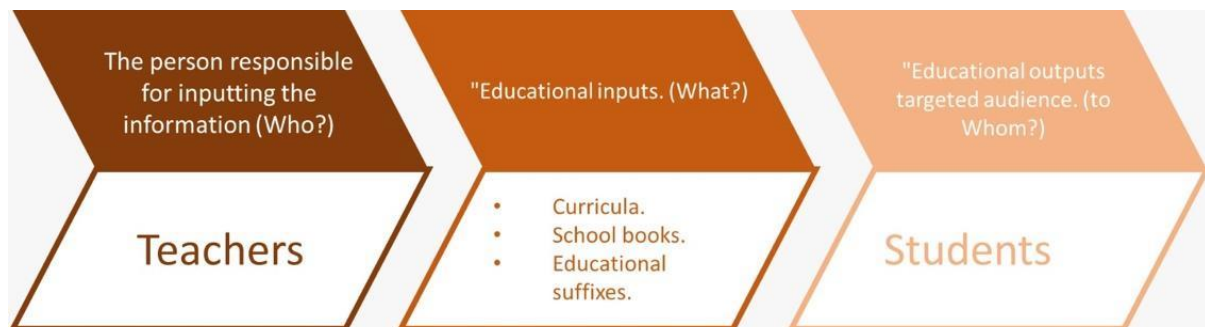 The person responsible
for inputting the
information (Who?)
Teachers
"Educational inputs. (What?)
• Curricula.
• School books.
• Educational
suffixes.
"Educational outputs
targeted audience. (to
Whom?)
Students